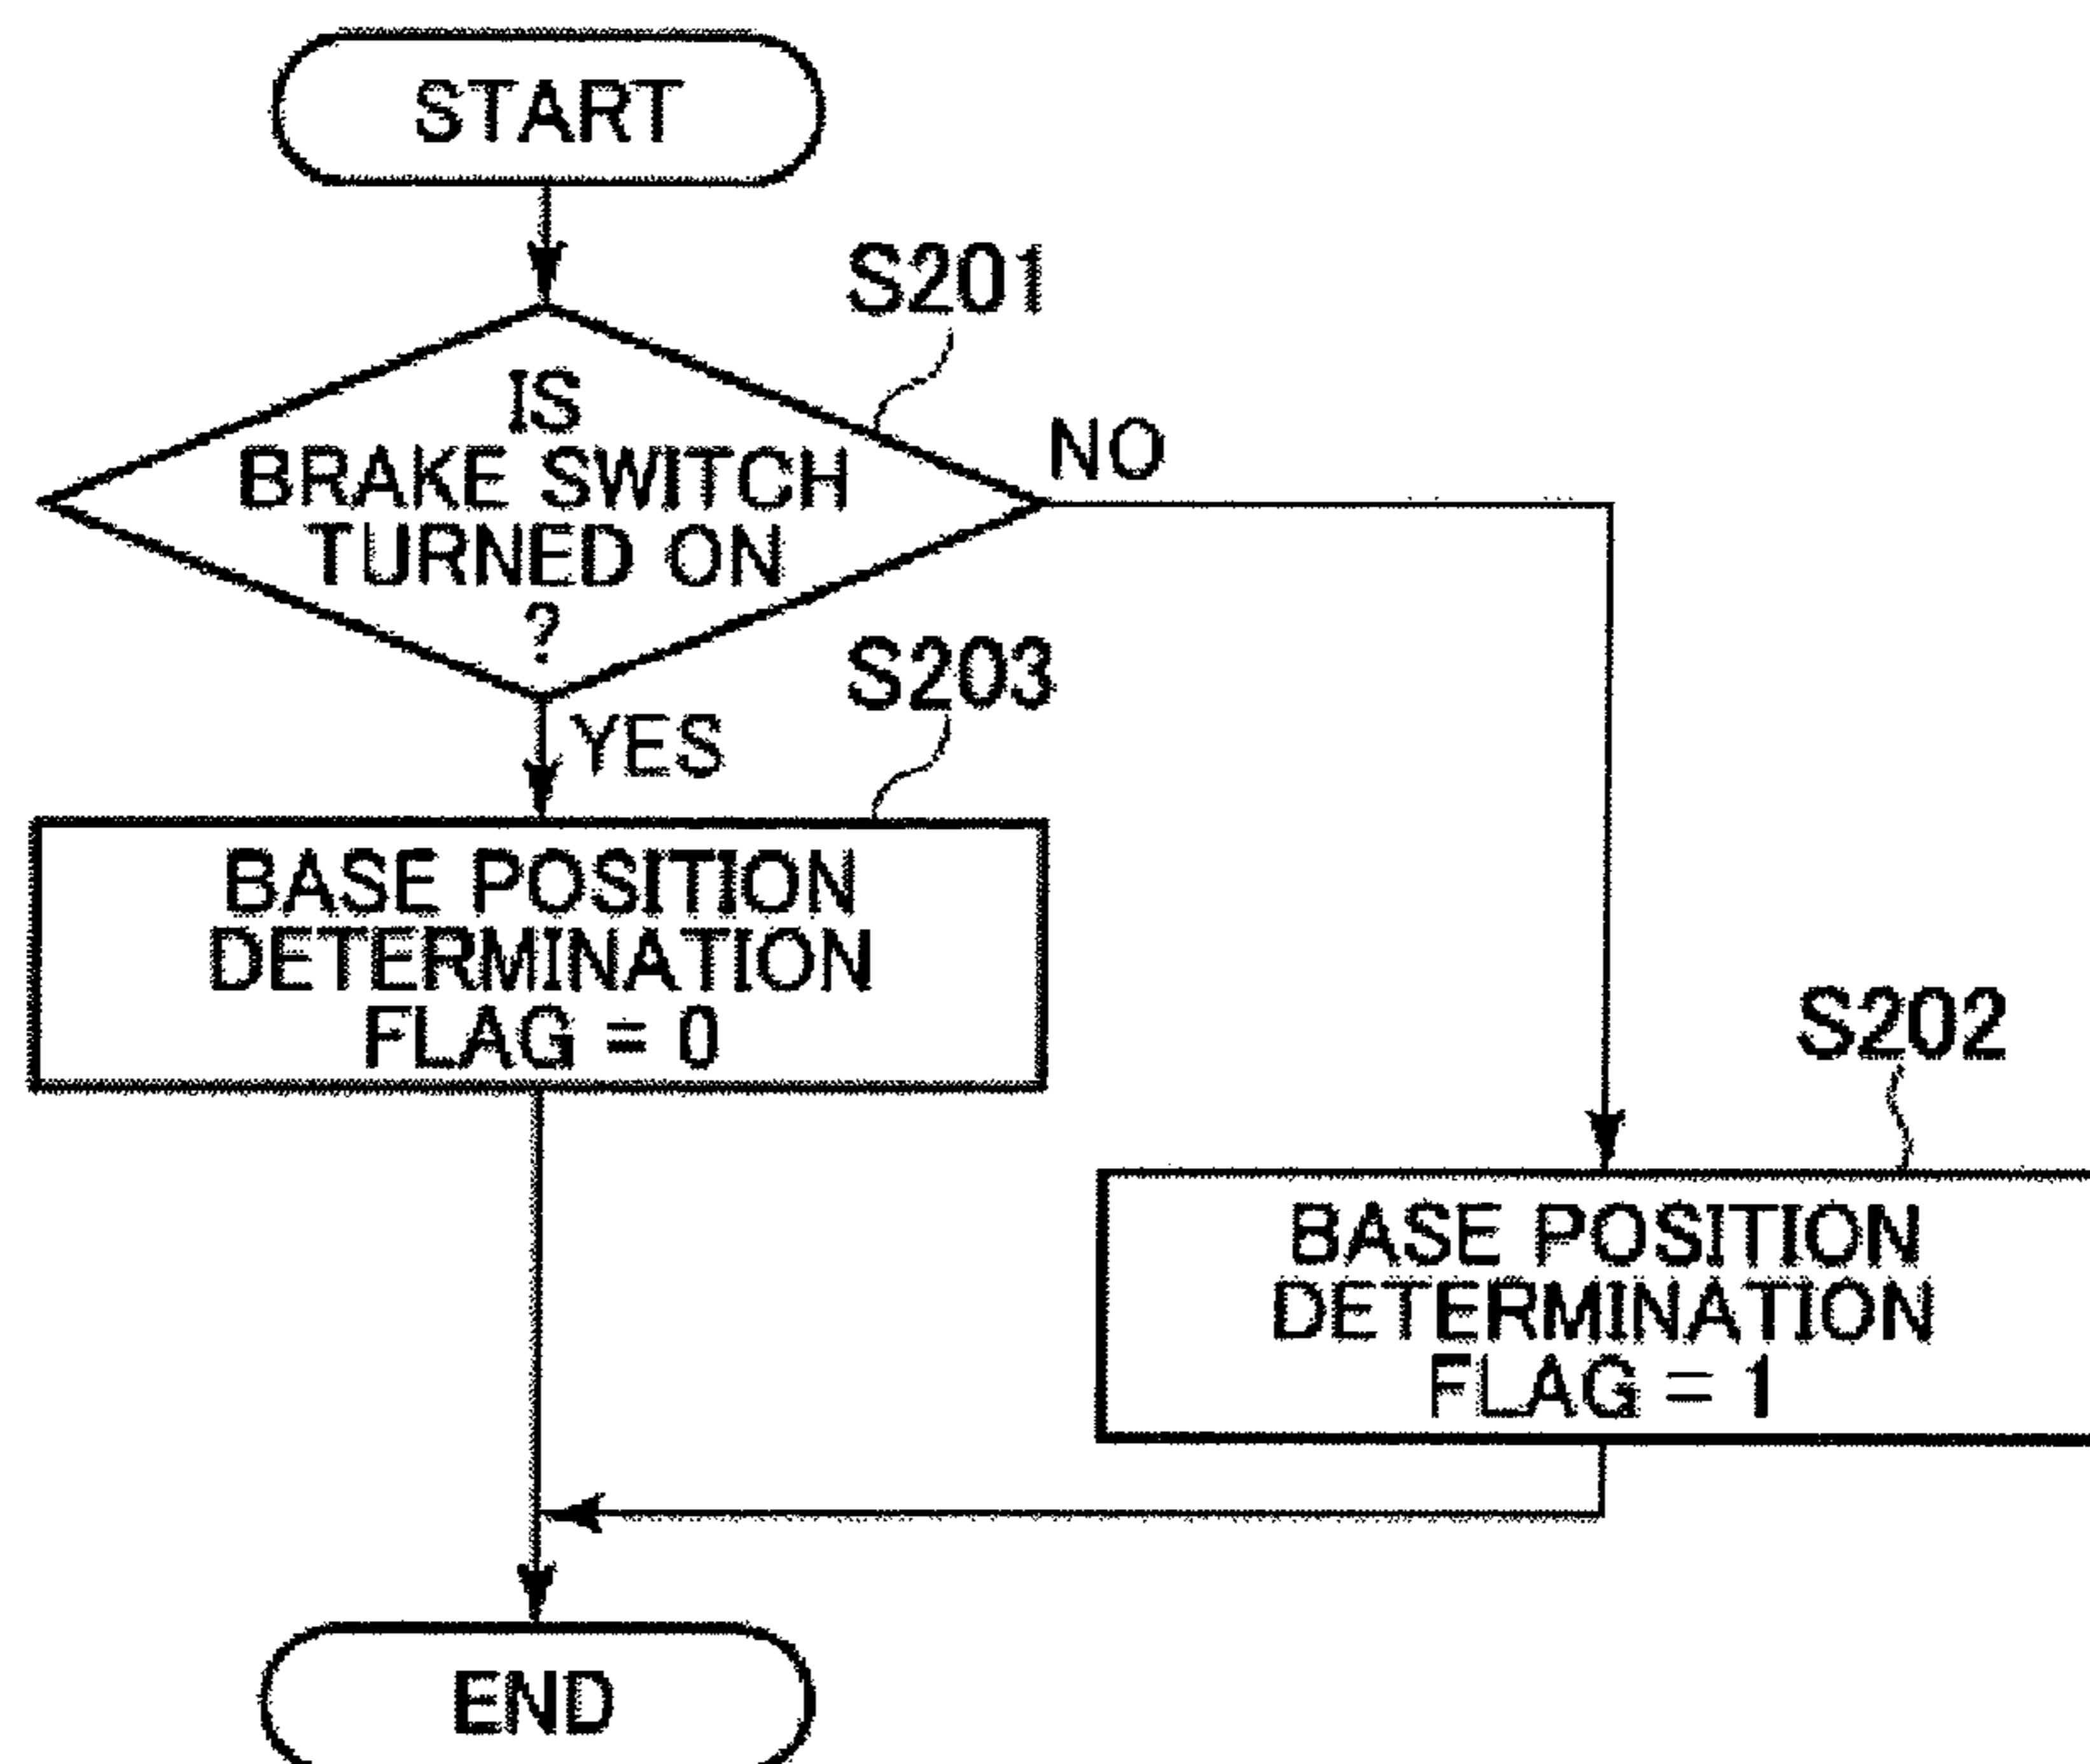 START
S201
IS
BRAKE SWITCH
TURNED ON
?
NO
YES
S203
BASE POSITION
DETERMINATION
FLAG = 0
S202
BASE POSITION
DETERMINATION
FLAG = 1
END